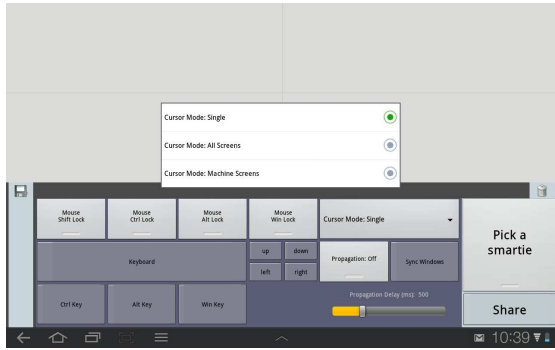 Cursor Mode: Single
Cursor Mode: All Screens
Cursor Mode: Machine Screens
Mouse
Shift Lock
Mouse
Ctrl Lock
Mouse
Alt Lock
Mouse
Win Lock
Cursor Mode: Single
Pick a
smartie
Keyboard
up
down
left
right
Propagation: Off
Sync Windows
Ctrl Key
Alt Key
Win Key
Propagation Delay (ms): 500
Share
10:39